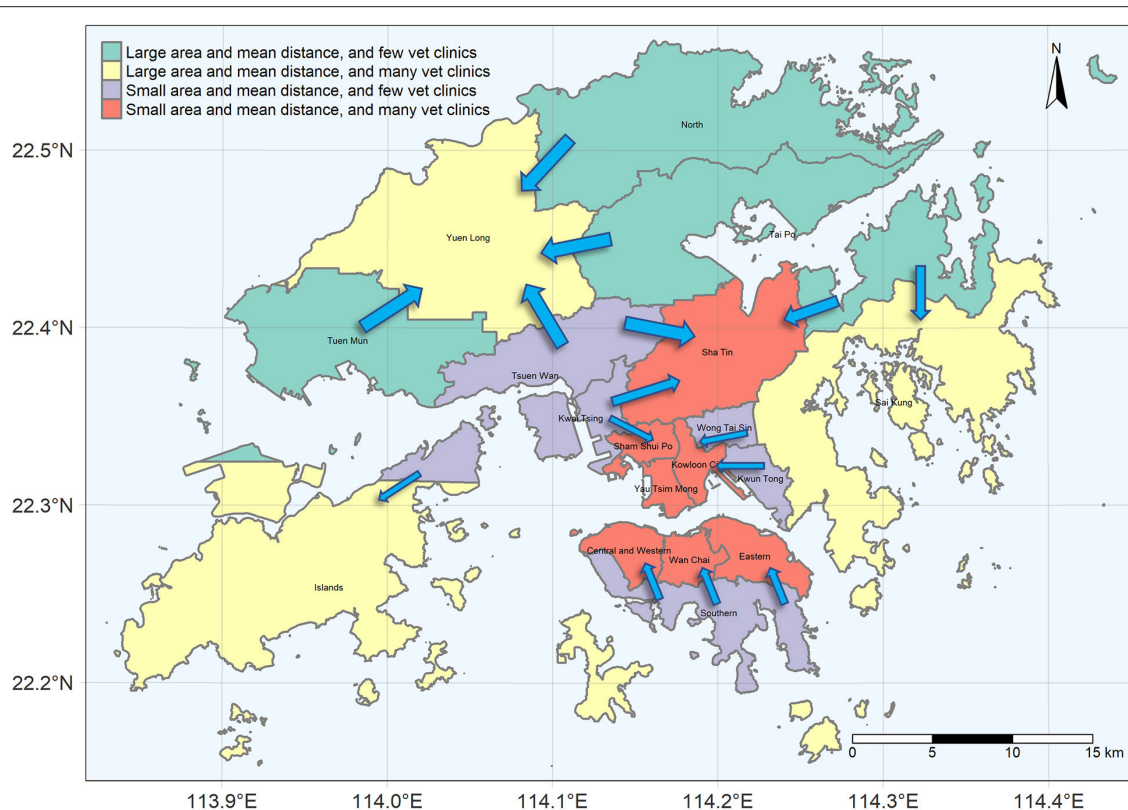 Large area and mean distance, and few vet clinics
Large area and mean distance, and many vet clinics
Small area and mean distance, and few vet clinics
Small area and mean distance, and many vet clinics
N
North
22.5°N
Yuen Long
Tai Po
22.4°N
Tuen Mun
Sha Tin
Tsuen Wan
Sai Kung
Kwai Tsing
Wong Tai Sin
Sham Shui Po
Kowloon Ci
Kwun Tong
Yau Tsim Mong
22.3°N
Central and Western
Wan Chai
Eastern
Islands
Southern
22.2°N
0 5 10 15 km
113.9°E 114.0°E 114.1°E 114.2°E 114.3°E 114.4°E